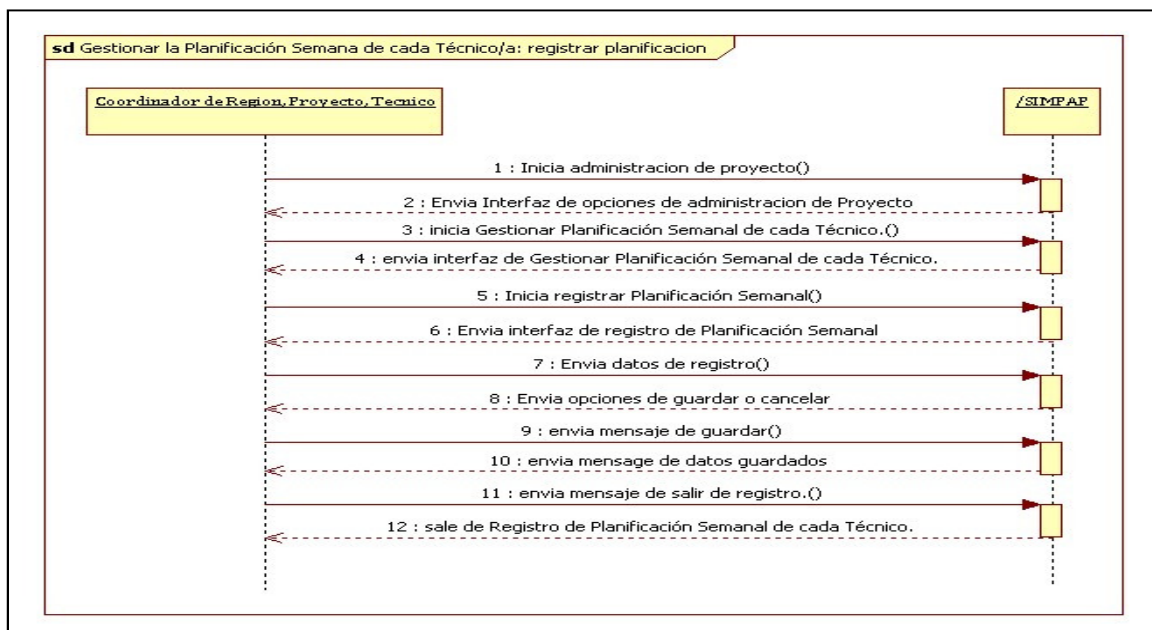 sd Gestionar la Planificación Semana de cada Técnico/a: registrar planificacion
Coordinador de Region,Proyecto,Tecnico
/SIMPAP
1 : Inicia administracion de proyecto()
2 : Envia Interfaz de opciones de administracion de Proyecto
3 : inicia Gestionar Planificación Semanal de cada Técnico.()
4 : envia interfaz de Gestionar Planificación Semanal de cada Técnico.
5 : Inicia registrar Planificación Semanal()
6 : Envia interfaz de registro de Planificación Semanal
7 : Envia datos de registro()
8 : Envia opciones de guardar o cancelar
9 : envia mensaje de guardar()
10 : envia mensage de datos guardados
11 : envia mensaje de salir de registro.()
12 : sale de Registro de Planificación Semanal de cada Técnico.